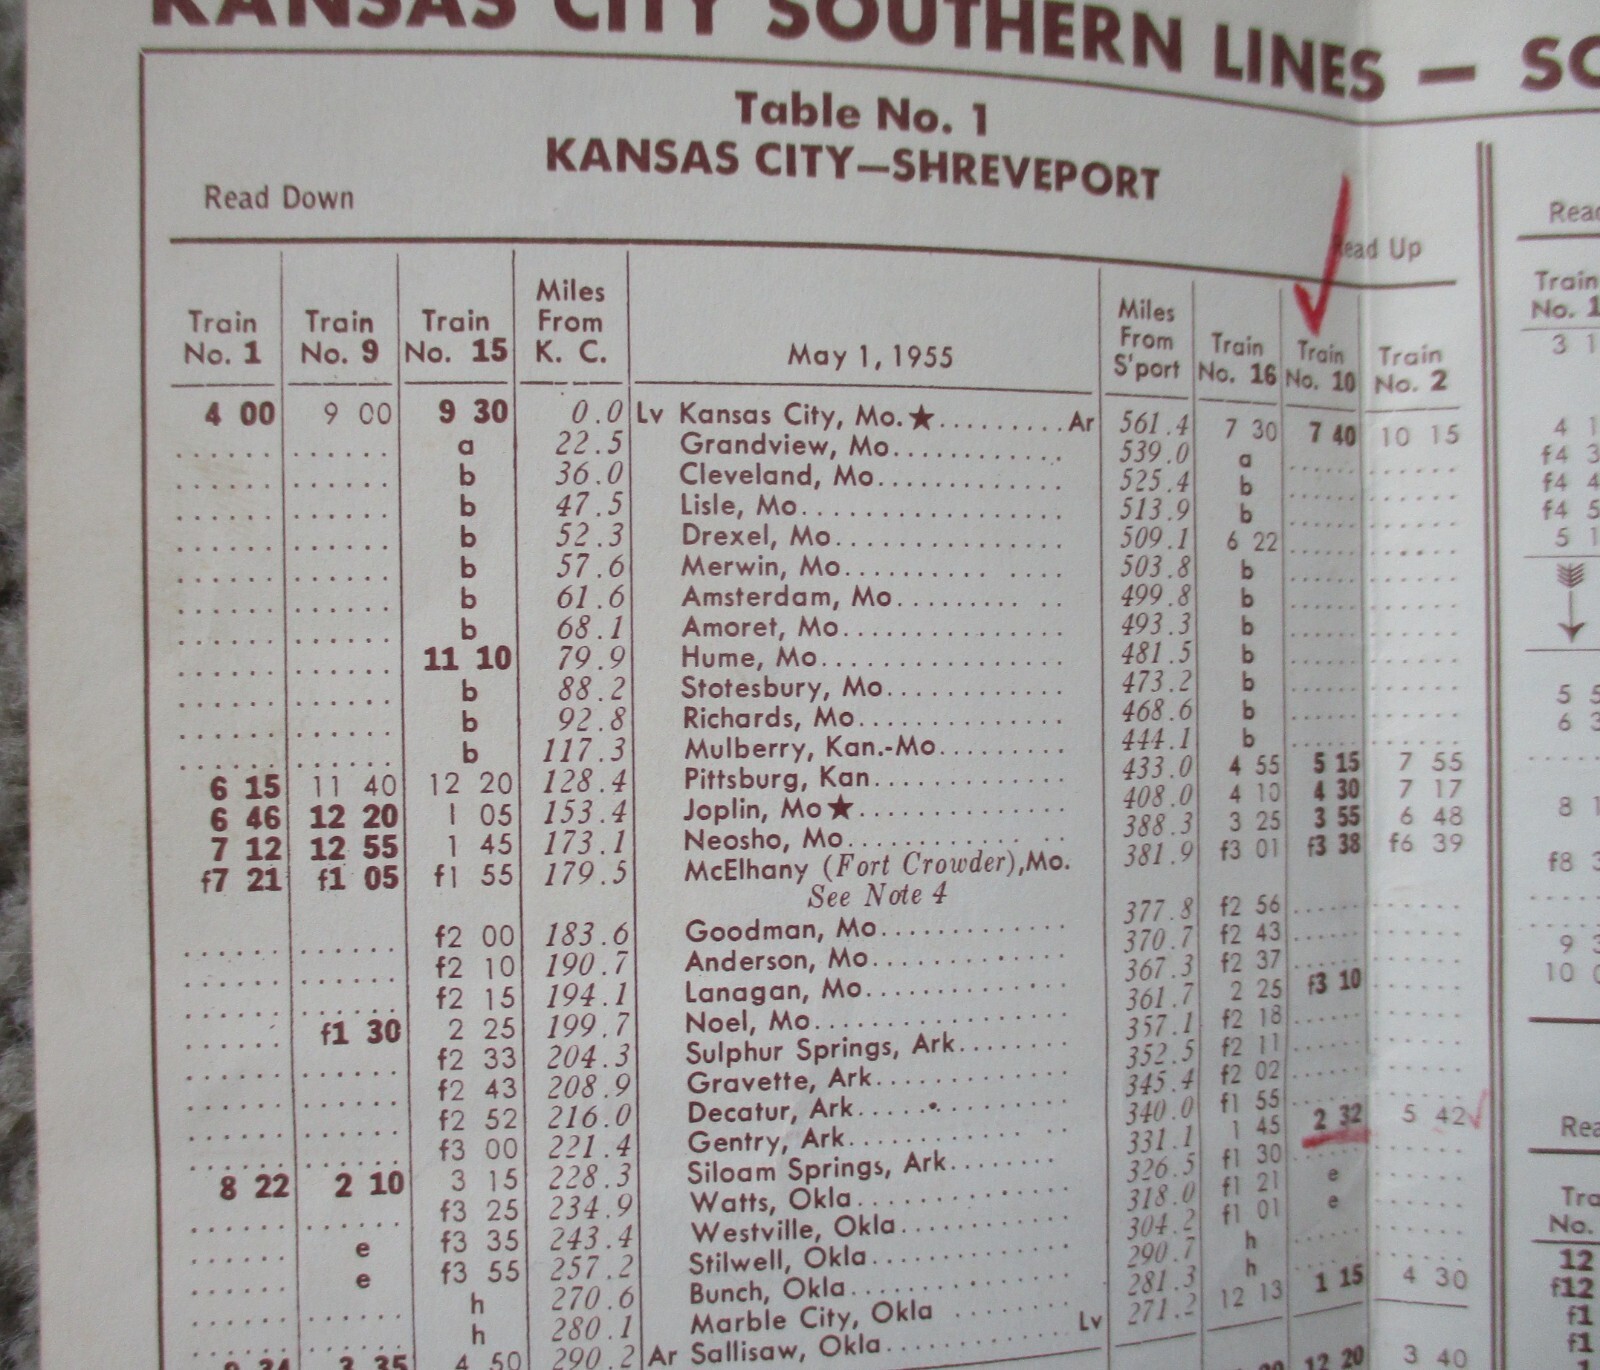 KANSAS CITY SOUTHERN LINES —
Table No. 1
KANSAS CITY—SHREVEPORT
Read Down
Read Up
Train No. 1 Train No. 9 Train No. 15 Miles From K. C. May 1, 1955 Miles From S'port Train No. 16 Train No. 10 Train No. 2
4 00 9 00 9 30 0.0 Lv Kansas City, Mo.★.........Ar 561.4 7 30 7 40 10 15
a 22.5 Grandview, Mo............ 539.0 a
b 36.0 Cleveland, Mo............ 525.4 b
b 47.5 Lisle, Mo............ 513.9 b
b 52.3 Drexel, Mo............ 509.1 6 22
b 57.6 Merwin, Mo............ 503.8 b
b 61.6 Amsterdam, Mo............ 499.8 b
b 68.1 Amoret, Mo............ 493.3 b
11 10 79.9 Hume, Mo............ 481.5 b
b 88.2 Stotesbury, Mo............ 473.2 b
b 92.8 Richards, Mo............ 468.6 b
b 117.3 Mulberry, Kan.-Mo......... 444.1 b
6 15 11 40 12 20 128.4 Pittsburg, Kan............ 433.0 4 55 5 15 7 55
6 46 12 20 1 05 153.4 Joplin, Mo★............ 408.0 4 10 4 30 7 17
7 12 12 55 1 45 173.1 Neosho, Mo............ 388.3 3 25 3 55 6 48
f7 21 f1 05 f1 55 179.5 McElhany (Fort Crowder),Mo. 381.9 f3 01 f3 38 f6 39
See Note 4
f2 00 183.6 Goodman, Mo............ 377.8 f2 56
f2 10 190.7 Anderson, Mo............ 370.7 f2 43
f2 15 194.1 Lanagan, Mo............ 367.3 f2 37
f1 30 2 25 199.7 Noel, Mo............ 361.7 2 25 f3 10
f2 33 204.3 Sulphur Springs, Ark........ 357.1 f2 18
f2 43 208.9 Gravette, Ark............ 352.5 f2 11
f2 52 216.0 Decatur, Ark............ 345.4 f2 02
f3 00 221.4 Gentry, Ark............ 340.0 f1 55
8 22 2 10 3 15 228.3 Siloam Springs, Ark........ 331.1 1 45 2 32 5 42
f3 25 234.9 Watts, Okla............ 326.5 f1 30
e f3 35 243.4 Westville, Okla............ 318.0 f1 21 e
e f3 55 257.2 Stilwell, Okla............ 304.2 f1 01 e
h 270.6 Bunch, Okla............ 290.7 h
h 280.1 Marble City, Okla ........ 281.3 h
9 34 3 35 4 50 290.2 Ar Sallisaw, Okla............Lv 271.2 12 13 1 15 4 30
12 20 3 40
Train
No. 1